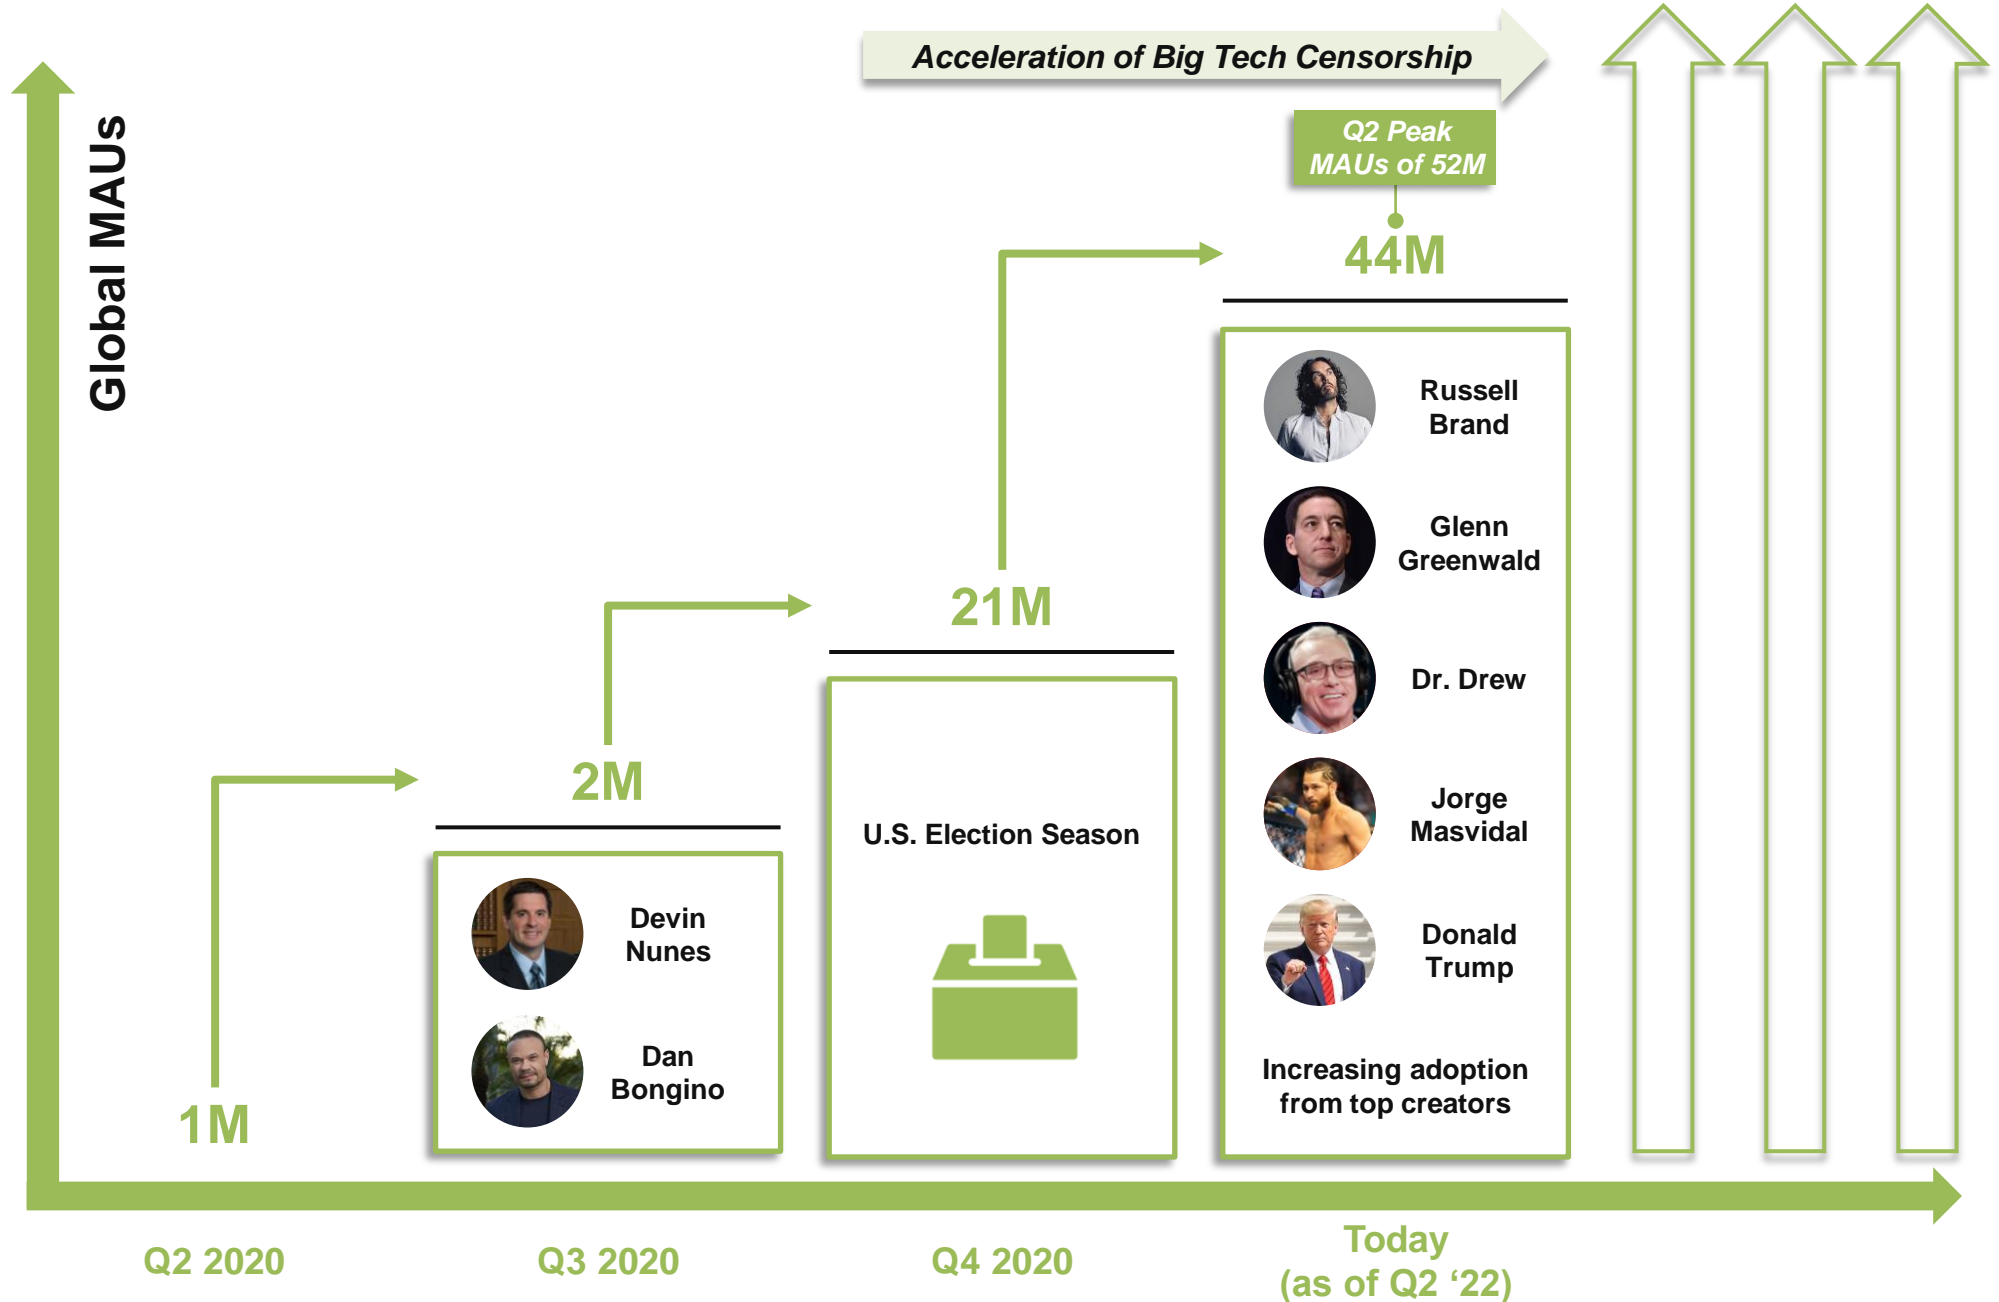 Acceleration of Big Tech Censorship
Q2 Peak
MAUs of 52M
Global MAUs
44M
Russell
Brand
Glenn
Greenwald
Dr. Drew
Jorge
Masvidal
Donald
Trump
Increasing adoption
from top creators
21M
U.S. Election Season
2M
Devin
Nunes
Dan
Bongino
1M
Q2 2020
Q3 2020
Q4 2020
Today
(as of Q2 ‘22)